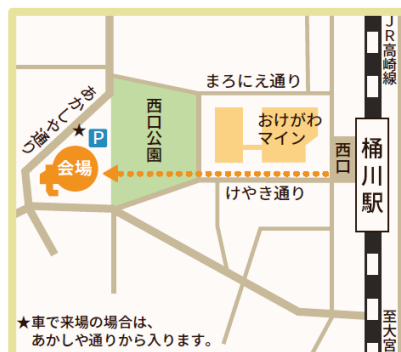 JR高崎線
まろにえ通り
あかしや通り
★
P
西口公園
おけがわ
マイン
西口
桶川駅
会場
けやき通り
至大宮
★車で来場の場合は、
あかしや通りから入ります。